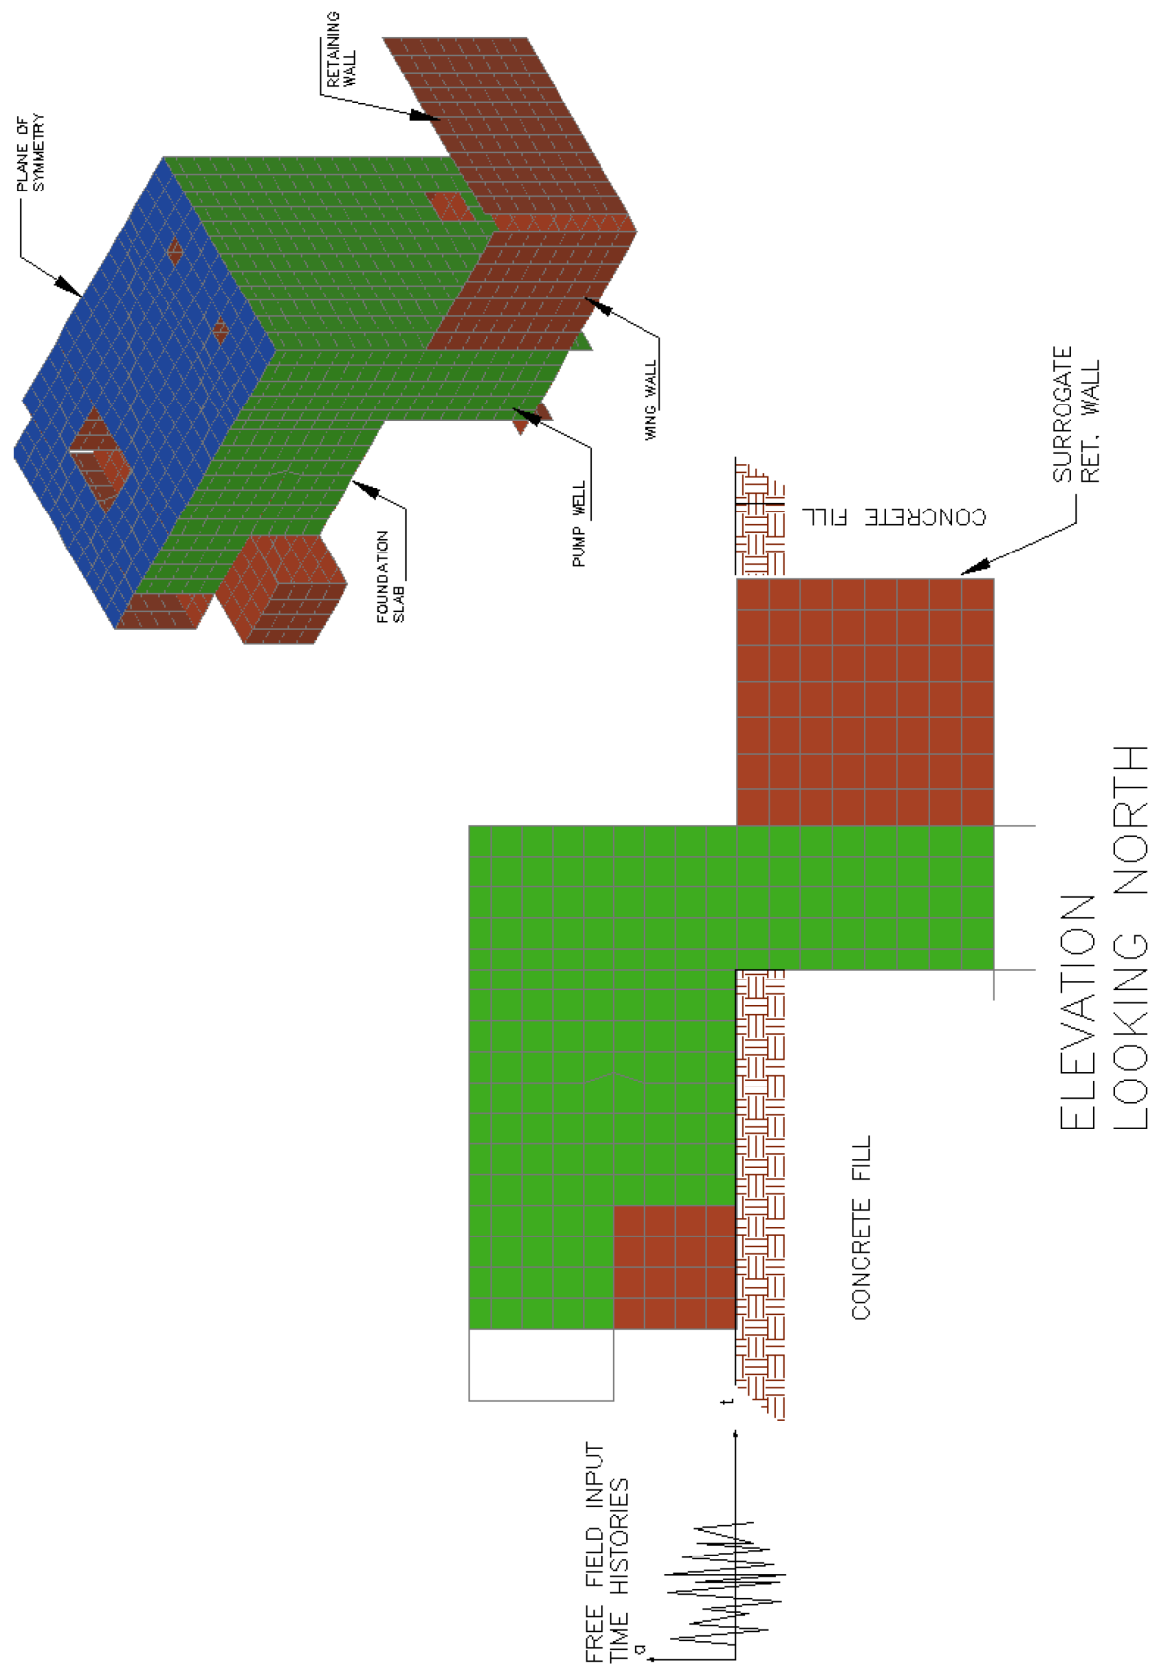 PLANE OF
SYMMETRY
RETAINING
WALL
FOUNDATION
SLAB
PUMP WELL
WING WALL
FREE FIELD INPUT
TIME HISTORIES
a
t
CONCRETE FILL
CONCRETE FILL
SURROGATE
RET. WALL
ELEVATION
LOOKING NORTH